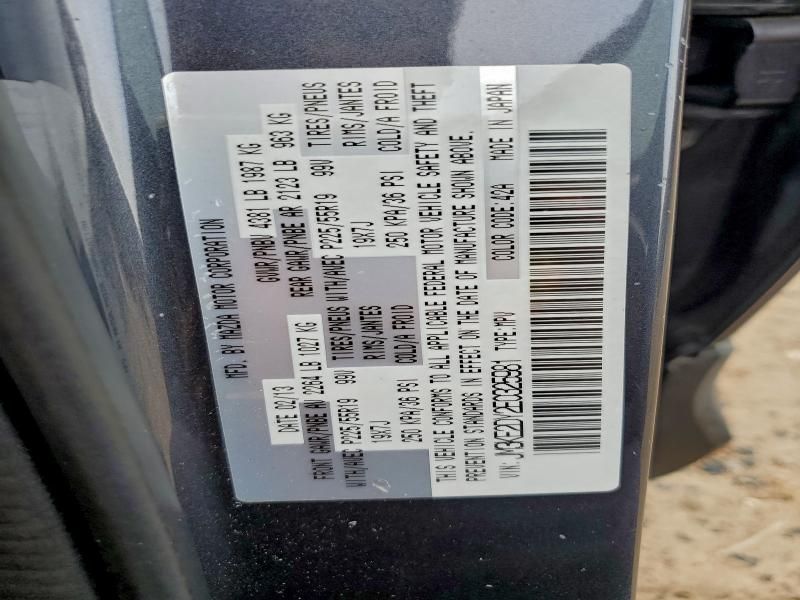 MFD. BY MAZDA MOTOR CORPORATION
DATE 02/13 GVWR/PNBV 4381 LB 1987 KG
FRONT GAWR/PNBE AV 2264 LB 1027 KG REAR GAWR/PNBE AR 2123 LB 963 KG
WITH/AVEC P225/55R19 99V TIRES/PNEUS WITH/AVEC P225/55R19 99V TIRES/PNEUS
19X7J RIMS/JANTES 19X7J RIMS/JANTES
250 KPA/36 PSI COLD/A FROID 250 KPA/36 PSI COLD/A FROID
THIS VEHICLE CONFORMS TO ALL APPLICABLE FEDERAL MOTOR VEHICLE SAFETY AND THEFT
PREVENTION STANDARDS IN EFFECT ON THE DATE OF MANUFACTURE SHOWN ABOVE.
VIN: JM3KE2DY2E0325981 TYPE:MPV COLOR CODE:42A MADE IN JAPAN